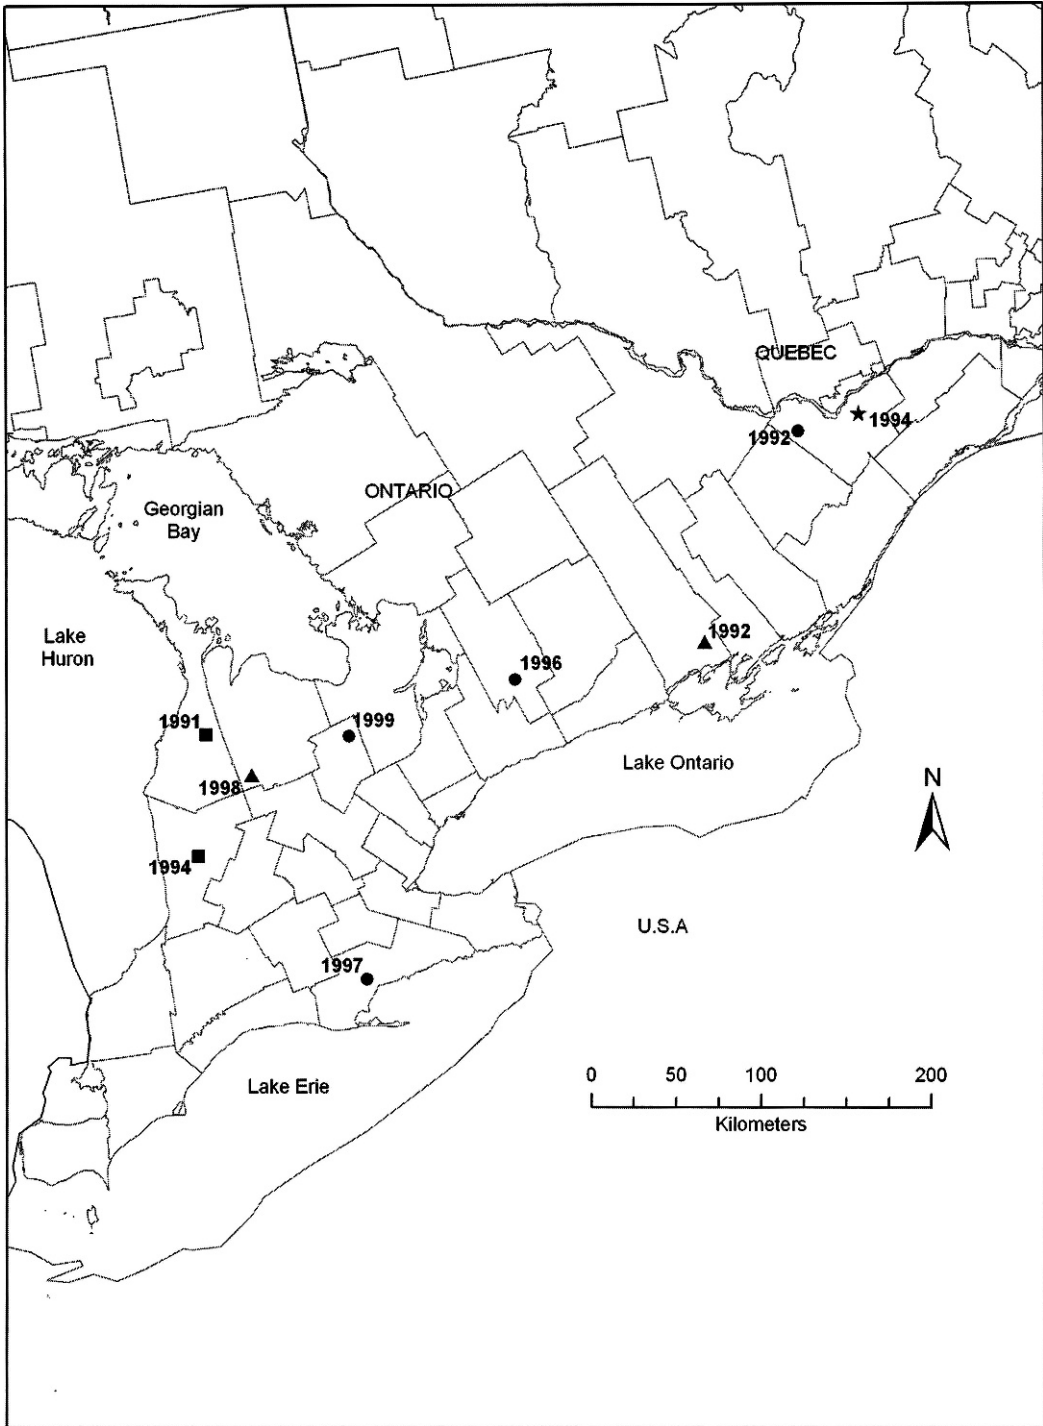 QUEBEC
1994
1992
ONTARIO
Georgian
Bay
Lake
Huron
1992
1996
1991
1999
Lake Ontario
N
1998
1994
U.S.A
1997
Lake Erie
0 50 100 200
Kilometers